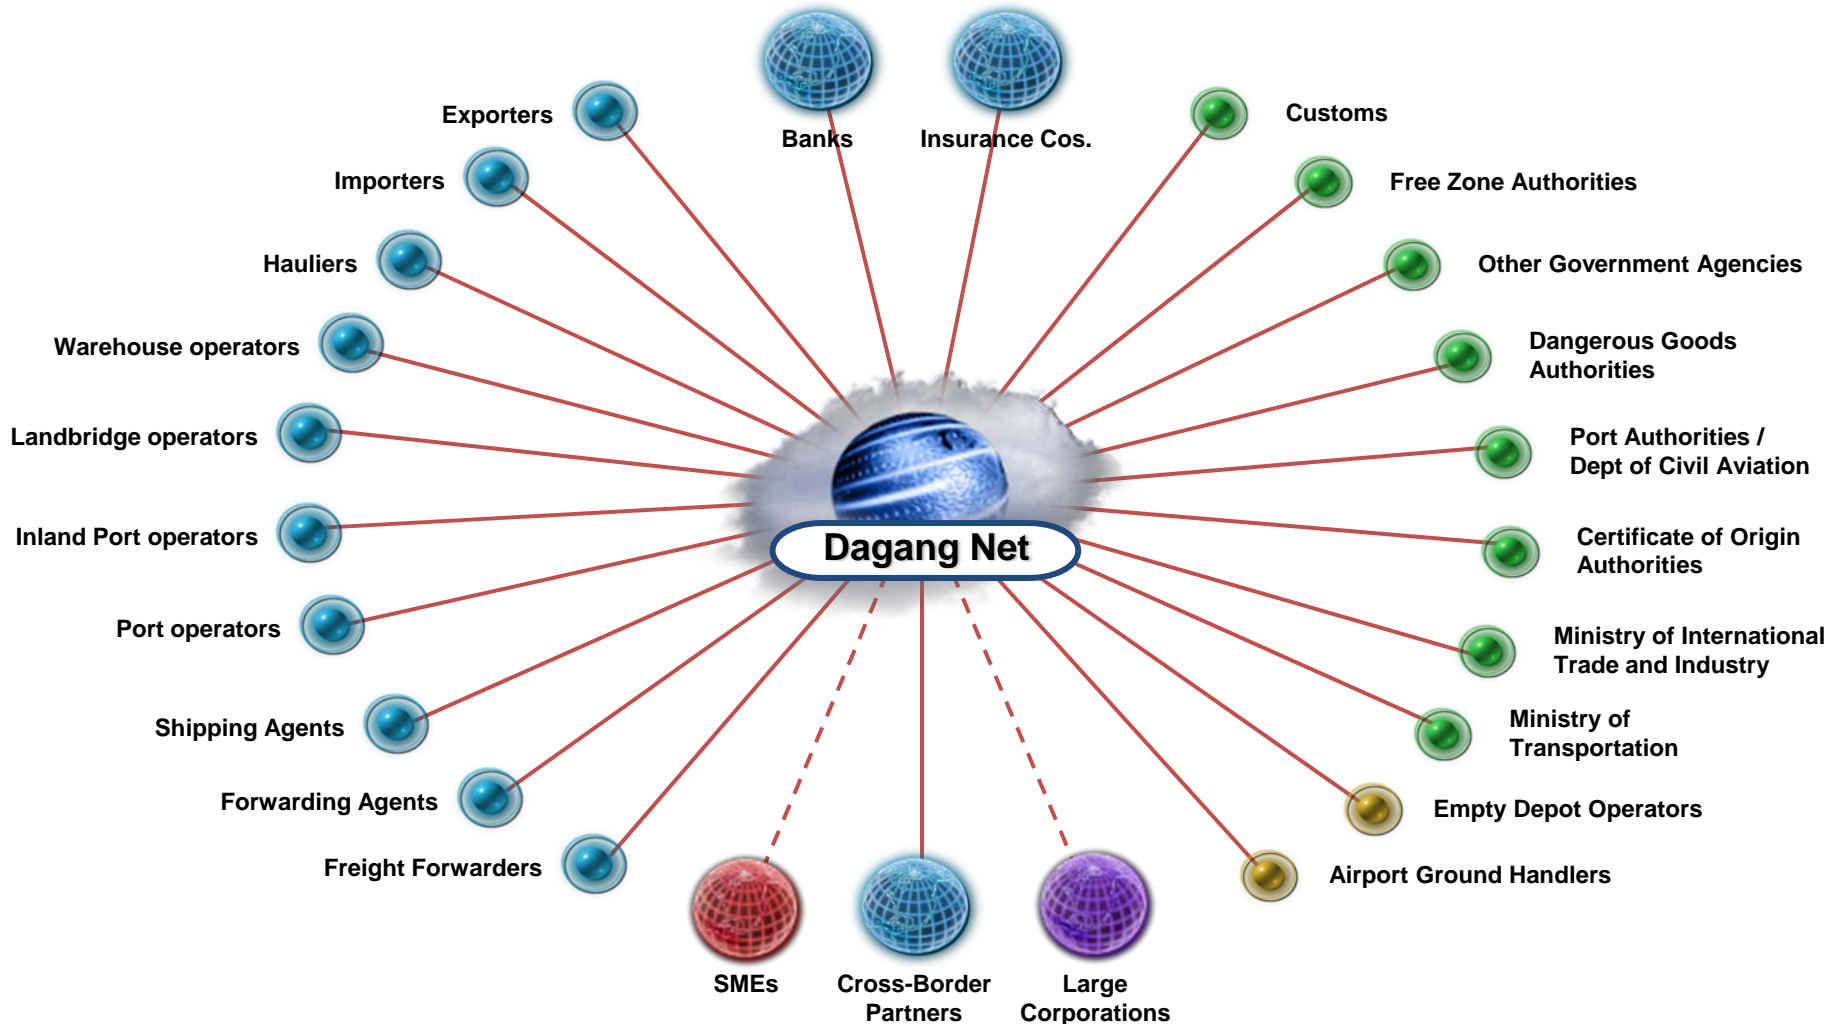 Exporters
Banks
Insurance Cos.
Customs
Importers
Free Zone Authorities
Hauliers
Other Government Agencies
Warehouse operators
Dangerous Goods
Authorities
Landbridge operators
Port Authorities /
Dept of Civil Aviation
Inland Port operators
Dagang Net
Certificate of Origin
Authorities
Port operators
Ministry of International
Trade and Industry
Shipping Agents
Ministry of
Transportation
Forwarding Agents
Empty Depot Operators
Freight Forwarders
Airport Ground Handlers
SMEs
Cross-Border
Partners
Large
Corporations